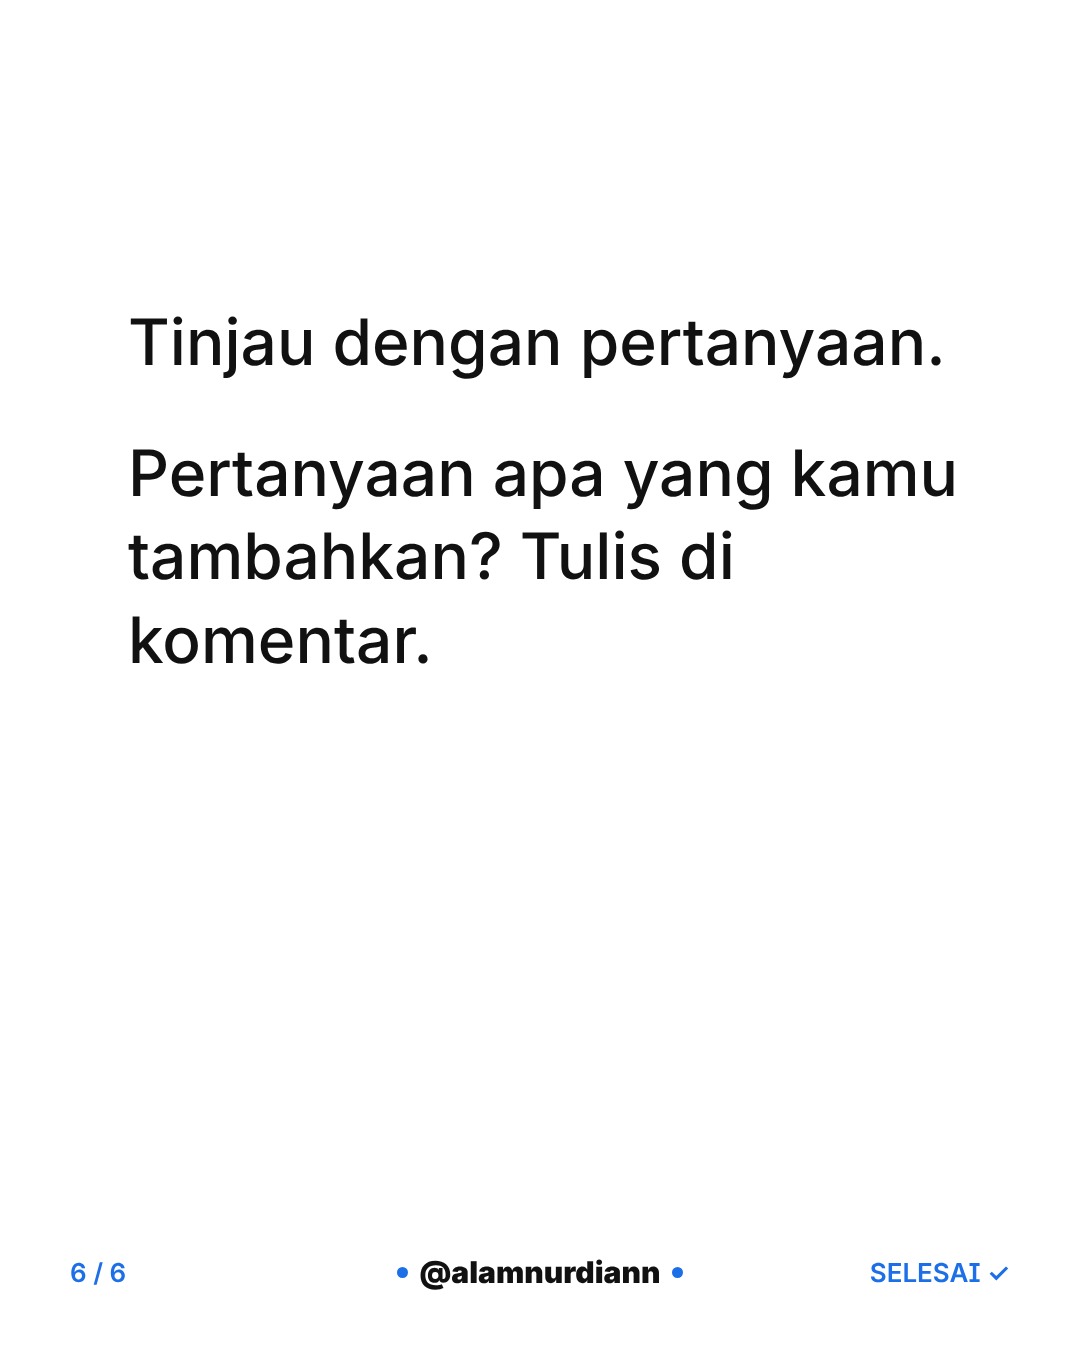 Tinjau dengan pertanyaan.
Pertanyaan apa yang kamu
tambahkan? Tulis di
komentar.
6 / 6
• @alamnurdiann •
SELESAI ✓